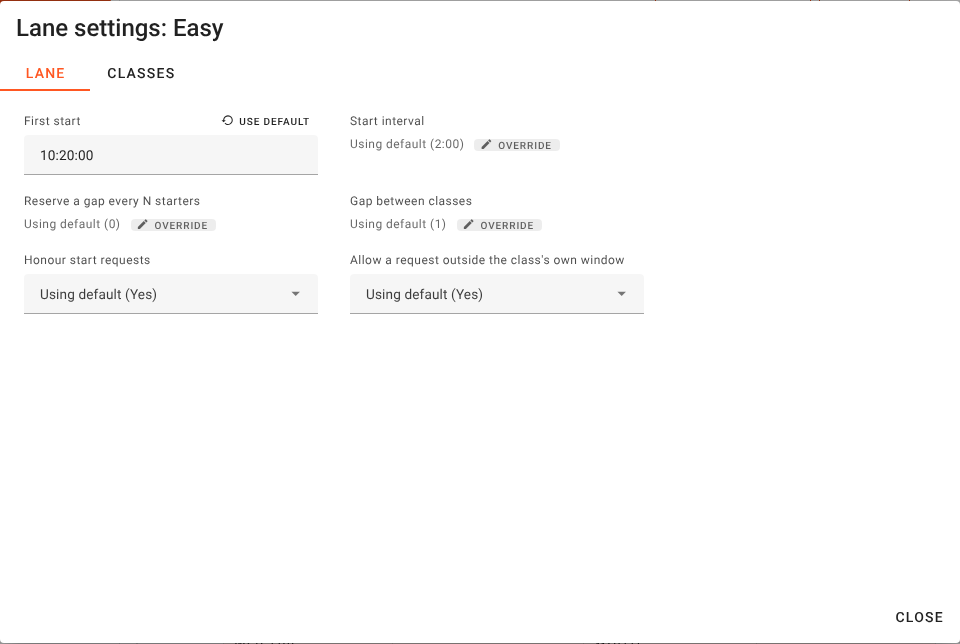 Lane settings: Easy
LANE CLASSES
First start USE DEFAULT
10:20:00
Start interval
Using default (2:00) OVERRIDE
Reserve a gap every N starters
Using default (0) OVERRIDE
Gap between classes
Using default (1) OVERRIDE
Honour start requests
Using default (Yes)
Allow a request outside the class's own window
Using default (Yes)
CLOSE